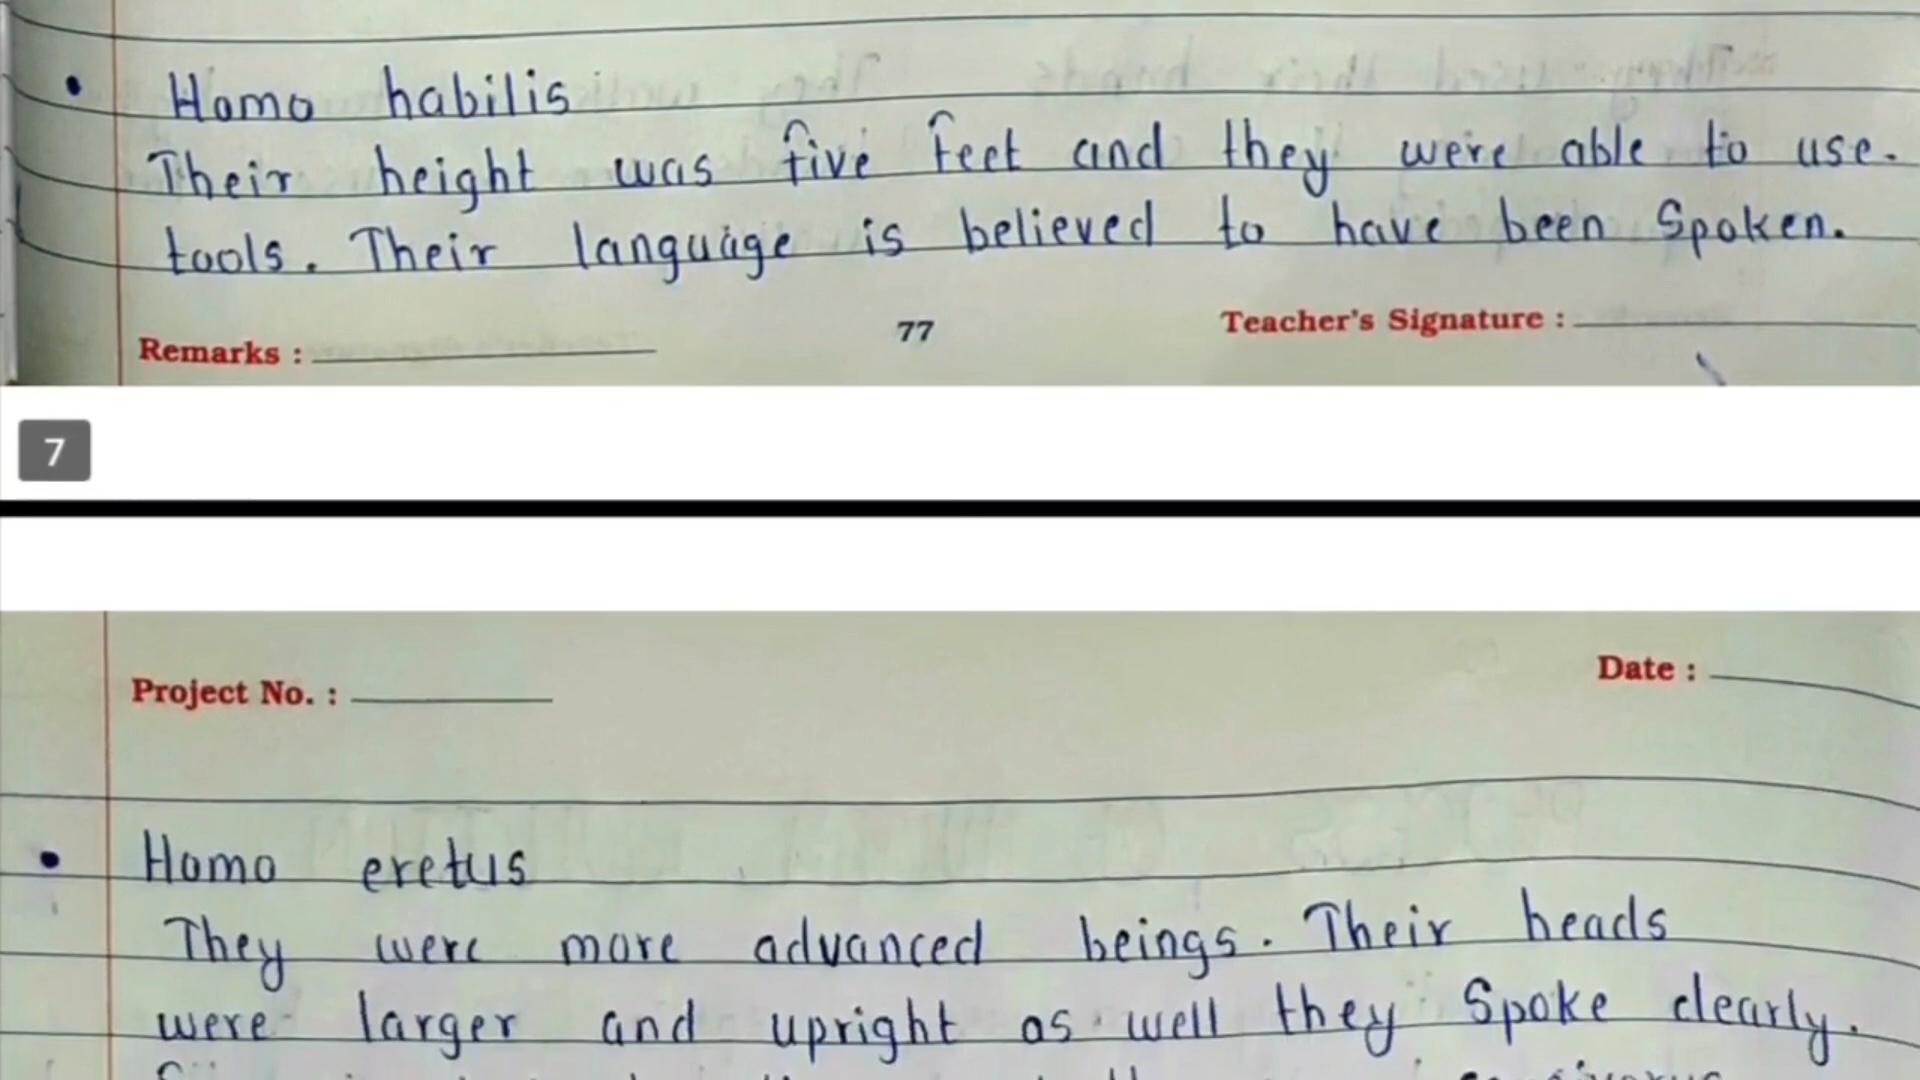 • Homo habilis
Their height was five feet and they were able to use.
tools. Their language is believed to have been Spoken.
Remarks :
77
Teacher's Signature :
7
Project No. :
Date :
• Homo eretus
They were more advanced beings. Their heads
were larger and upright as well they Spoke clearly.